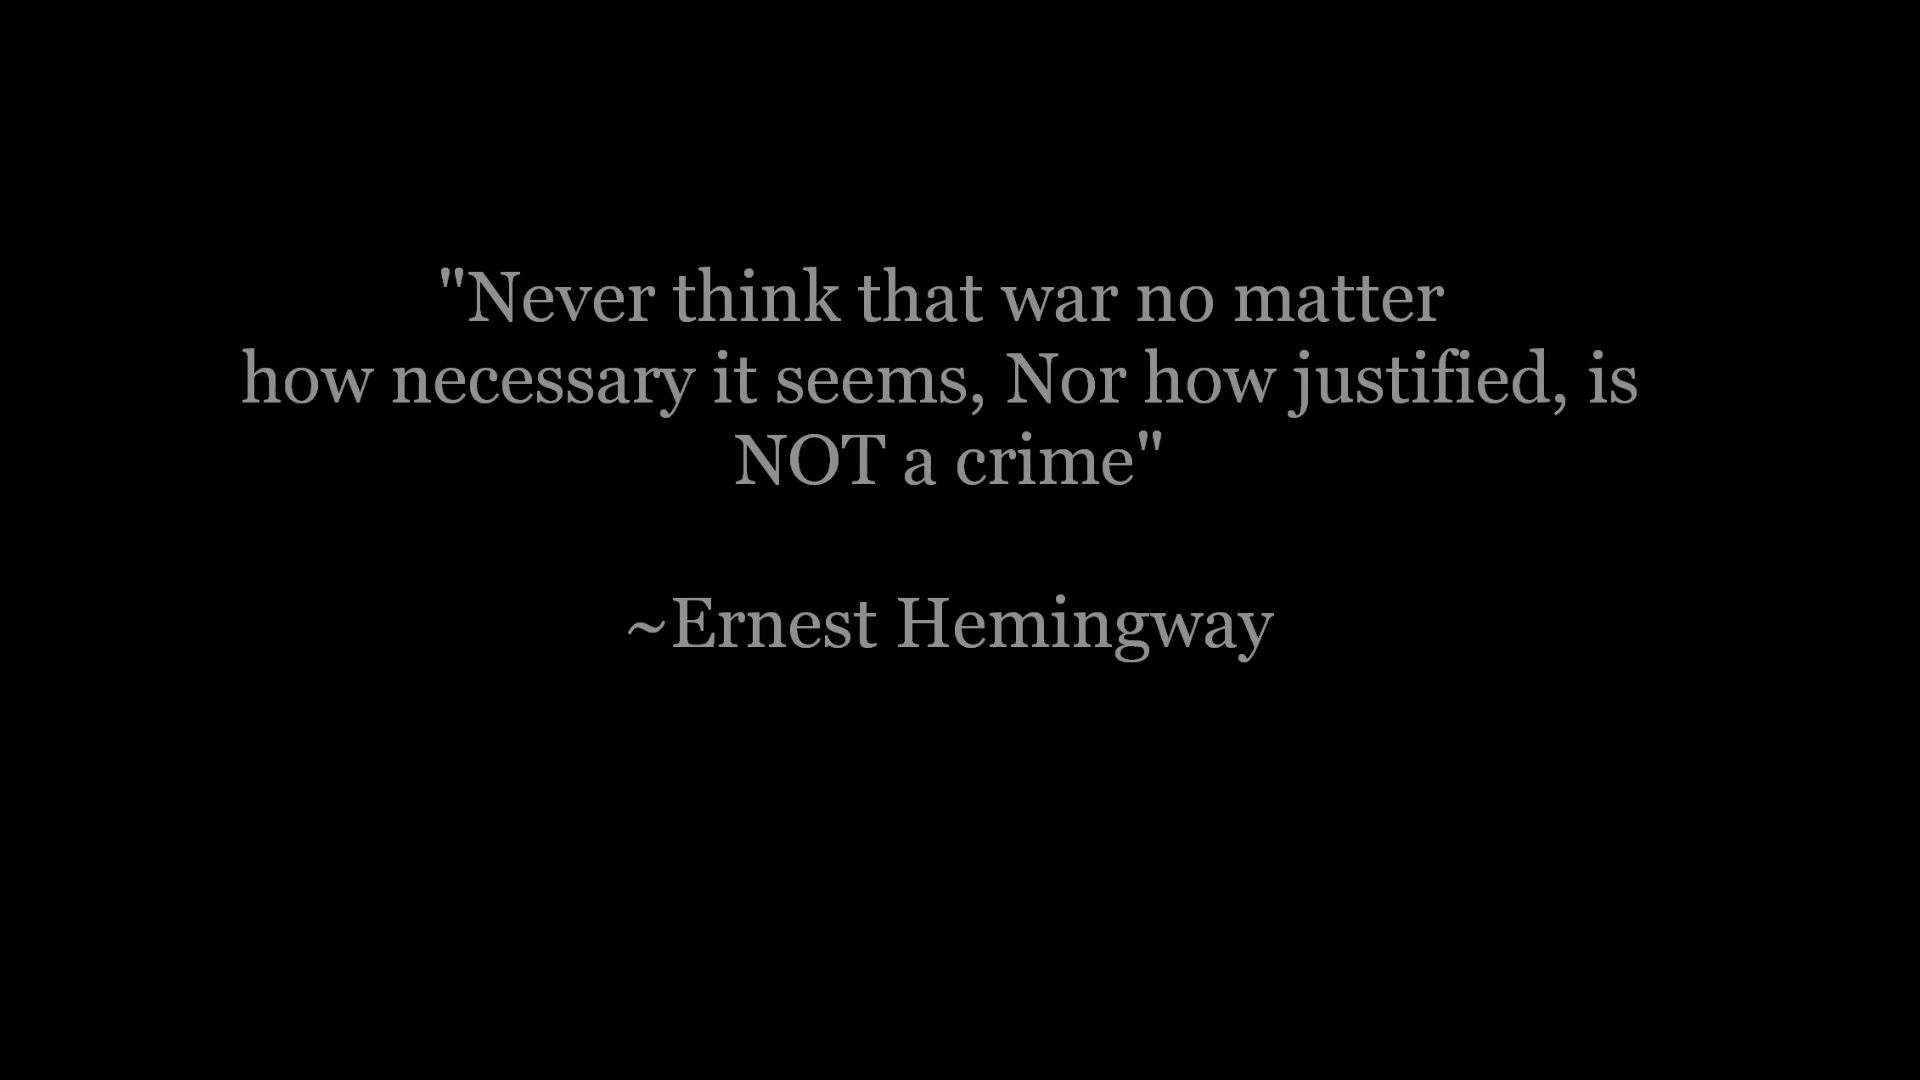 "Never think that war no matter
how necessary it seems, Nor how justified, is
NOT a crime"
~Ernest Hemingway